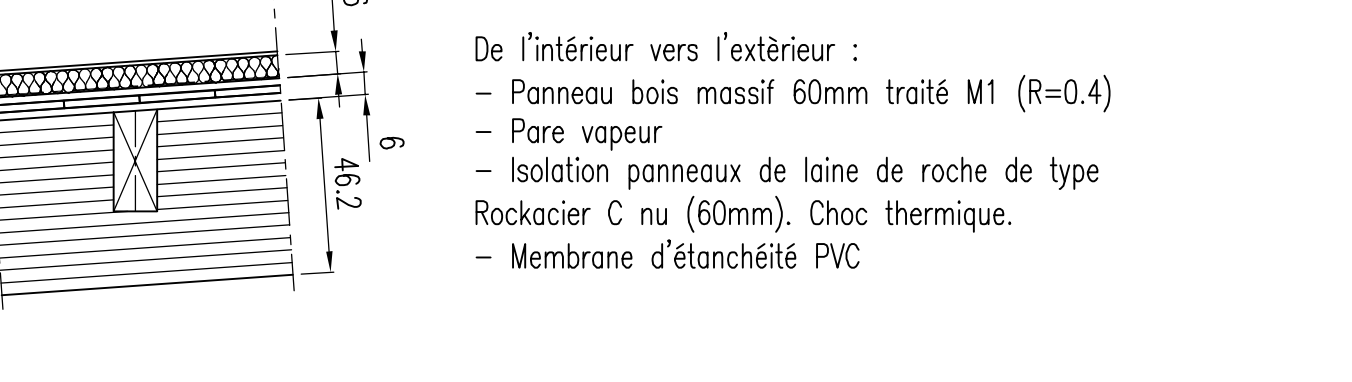 De l'intérieur vers l'extèrieur :
- Panneau bois massif 60mm traité M1 (R=0.4)
- Pare vapeur
- Isolation panneaux de laine de roche de type
Rockacier C nu (60mm). Choc thermique.
- Membrane d'étanchéité PVC
6
46.2